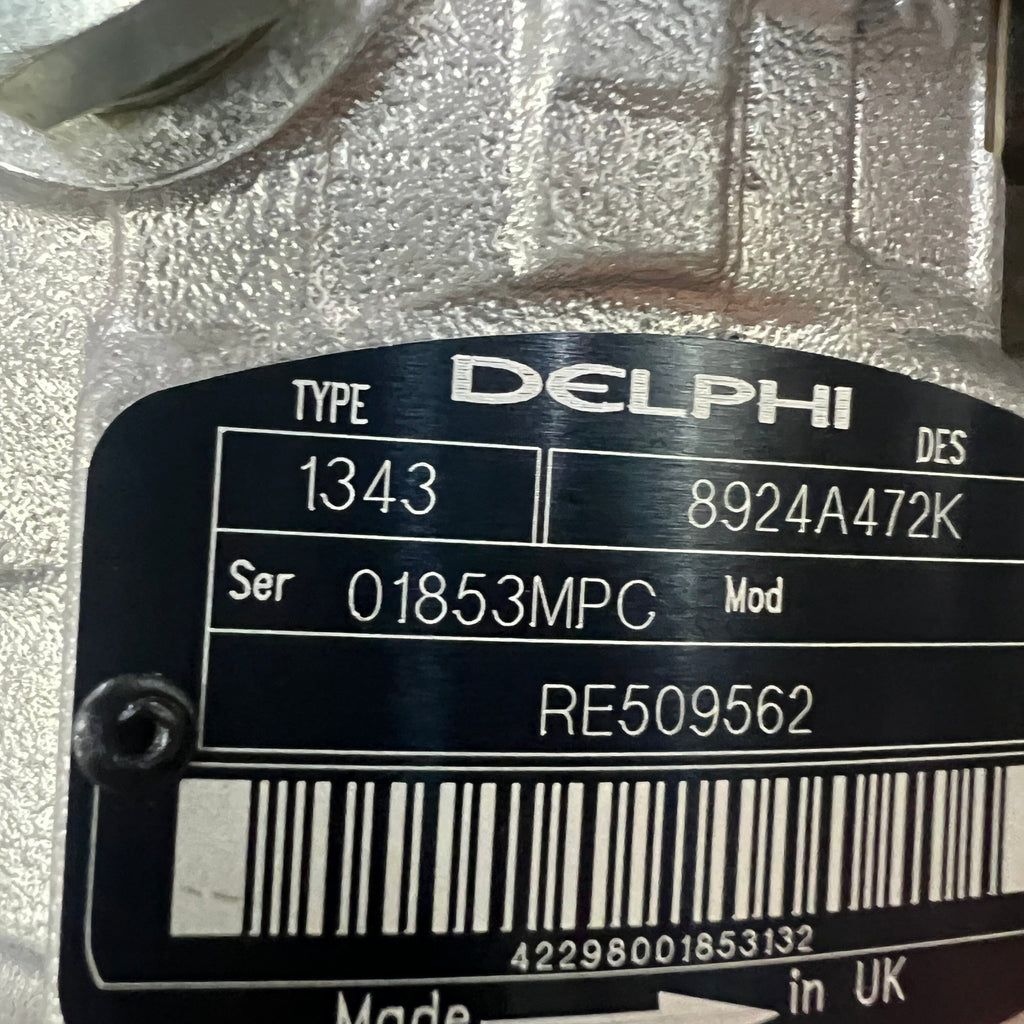 TYPE DELPHI DES
1343 8924A472K
Ser 01853MPC Mod
RE509562
42298001853132
Made in UK